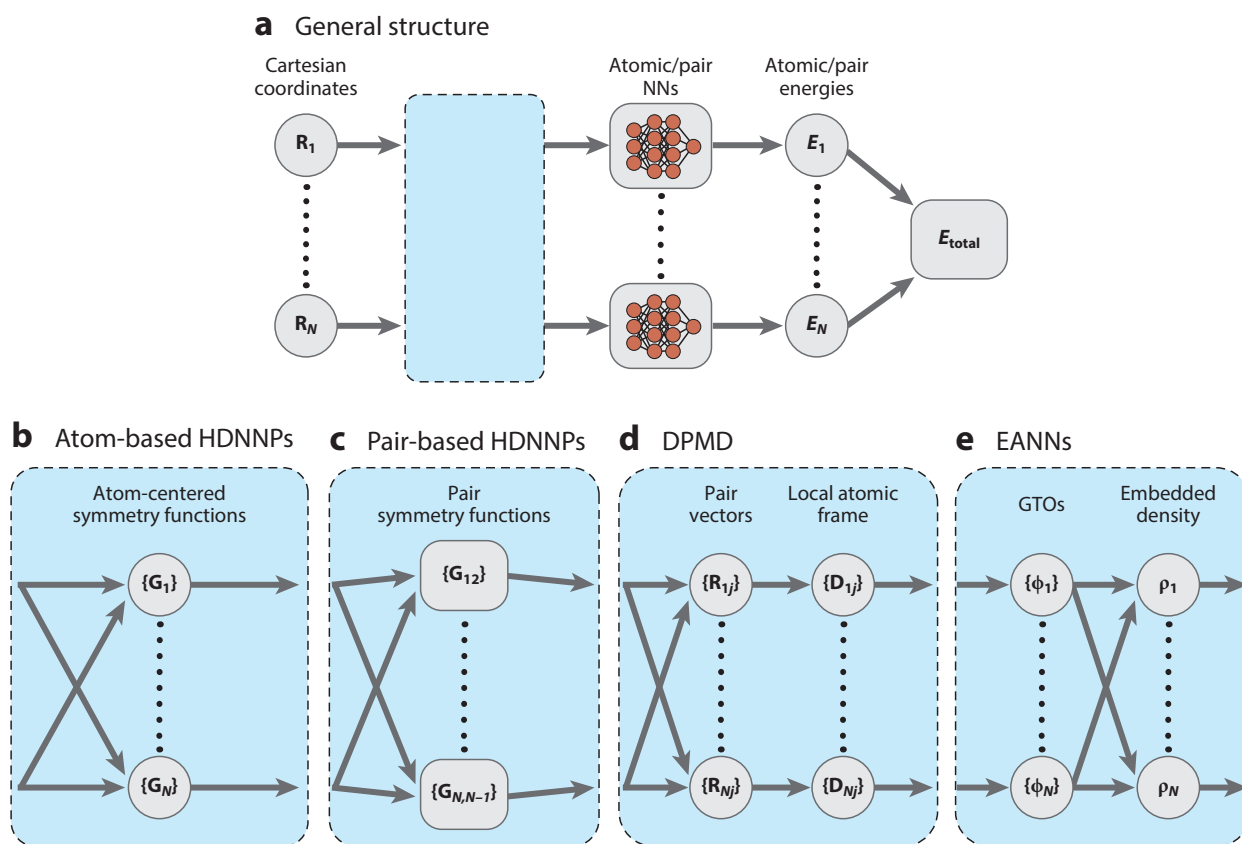 a General structure
Cartesian
coordinates
Atomic/pair
NNs
Atomic/pair
energies
R1
E1
Etotal
RN
EN
b Atom-based HDNNPs
c Pair-based HDNNPs
d DPMD
e EANNs
Atom-centered
symmetry functions
Pair
symmetry functions
Pair
vectors
Local atomic
frame
GTOs
Embedded
density
{G1}
{G12}
{R1j}
{D1j}
{ϕ1}
ρ1
{GN}
{GN,N−1}
{RNj}
{DNj}
{ϕN}
ρN